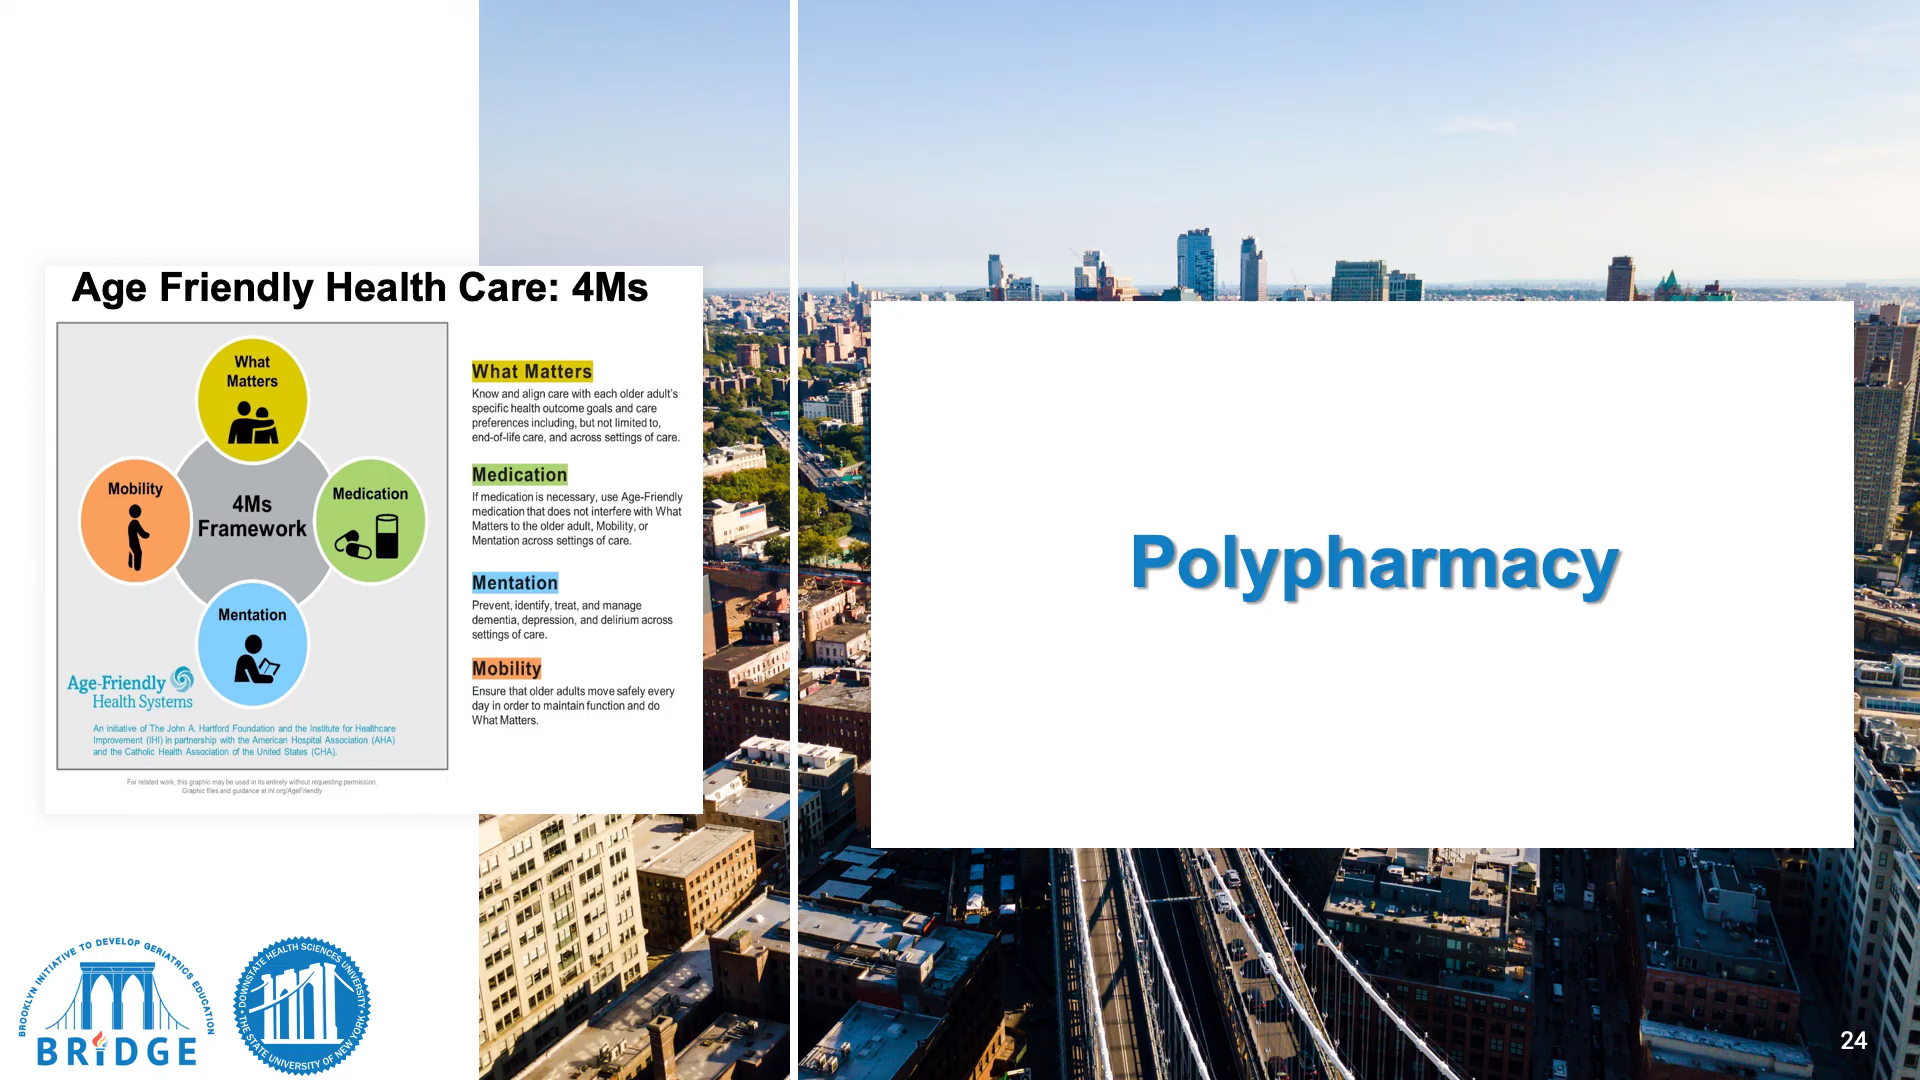 Age Friendly Health Care: 4Ms
What
Matters
Mobility
4Ms
Framework
Medication
Mentation
Age-Friendly
Health Systems
An initiative of The John A. Hartford Foundation and the Institute for Healthcare
Improvement (IHI) in partnership with the American Hospital Association (AHA)
and the Catholic Health Association of the United States (CHA).
For related work, this graphic may be used in its entirety without requesting permission.
Graphic files and guidance at ihi.org/AgeFriendly
What Matters
Know and align care with each older adult's
specific health outcome goals and care
preferences including, but not limited to,
end-of-life care, and across settings of care.
Medication
If medication is necessary, use Age-Friendly
medication that does not interfere with What
Matters to the older adult, Mobility, or
Mentation across settings of care.
Mentation
Prevent, identify, treat, and manage
dementia, depression, and delirium across
settings of care.
Mobility
Ensure that older adults move safely every
day in order to maintain function and do
What Matters.
Polypharmacy
BROOKLYN INITIATIVE TO DEVELOP GERIATRICS EDUCATION
BRiDGE
DOWNSTATE HEALTH SCIENCES UNIVERSITY
THE STATE UNIVERSITY OF NEW YORK
24